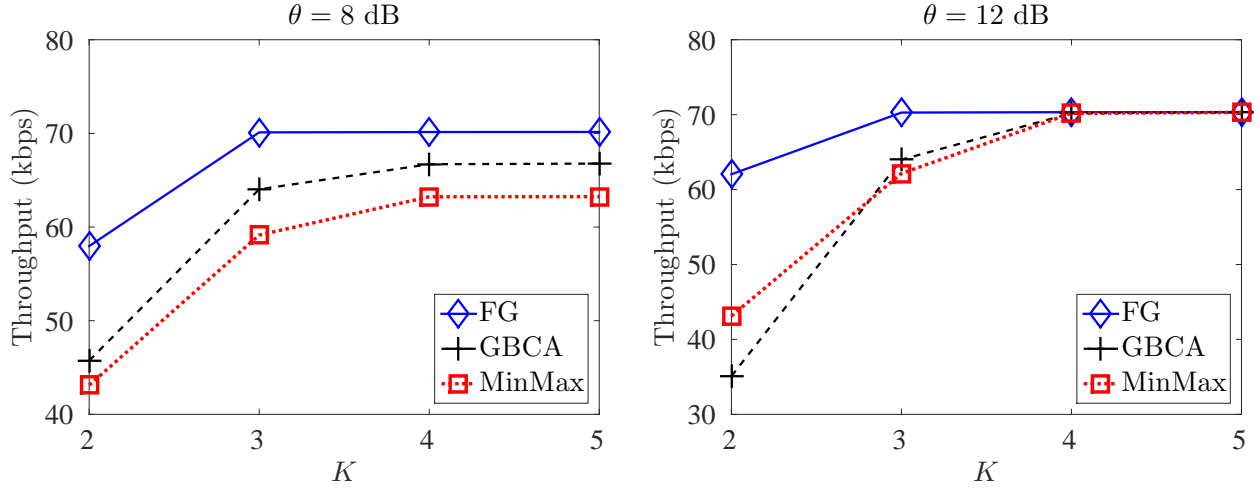 θ = 8 dB
Throughput (kbps)
80
70
60
50
40
2
3
4
5
K
FG
GBCA
MinMax
θ = 12 dB
Throughput (kbps)
80
70
60
50
40
30
2
3
4
5
K
FG
GBCA
MinMax